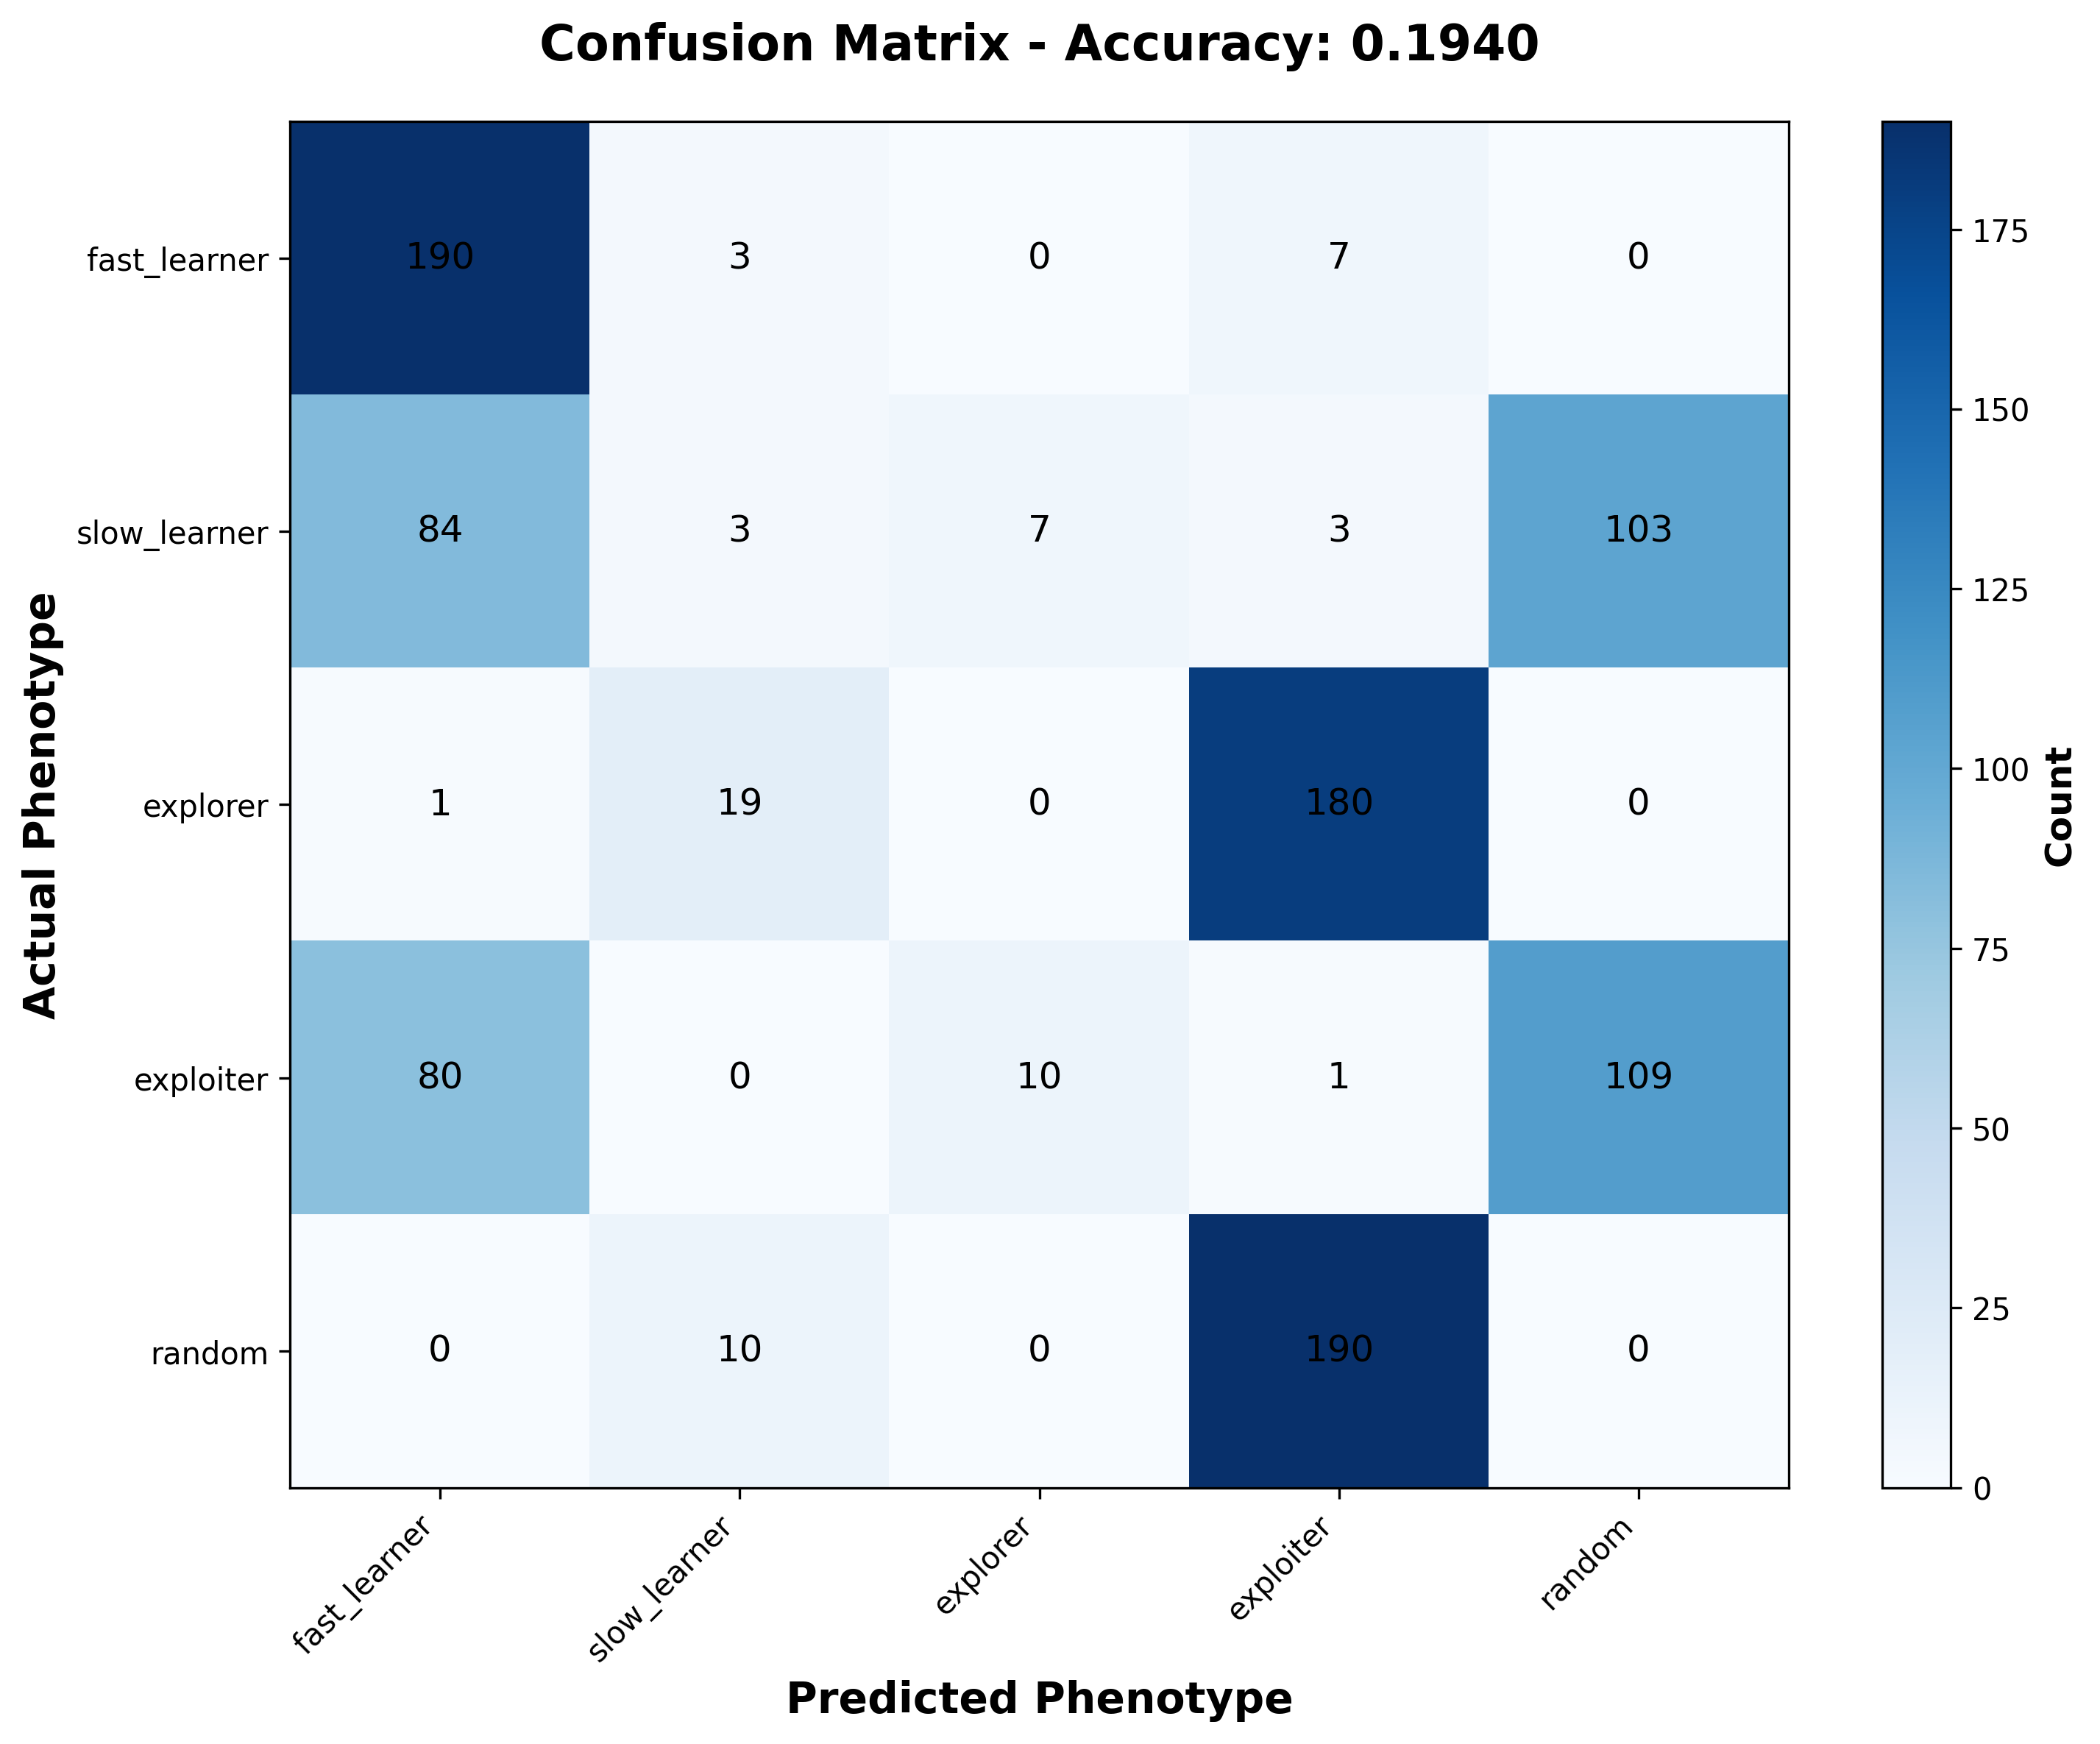 Confusion Matrix - Accuracy: 0.1940
Actual Phenotype
fast_learner 190 3 0 7 0
slow_learner 84 3 7 3 103
explorer 1 19 0 180 0
exploiter 80 0 10 1 109
random 0 10 0 190 0
fast_learner slow_learner explorer exploiter random
Predicted Phenotype
175
150
125
100
75
50
25
0
Count